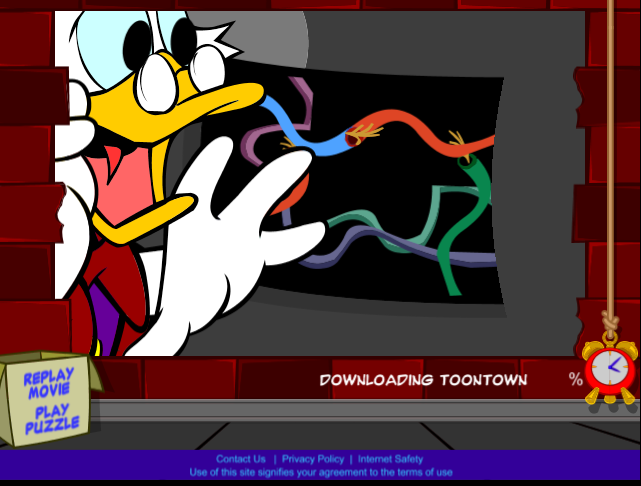 DOWNLOADING TOONTOWN %
REPLAY
MOVIE
PLAY
PUZZLE
Contact Us | Privacy Policy | Internet Safety
Use of this site signifies your agreement to the terms of use